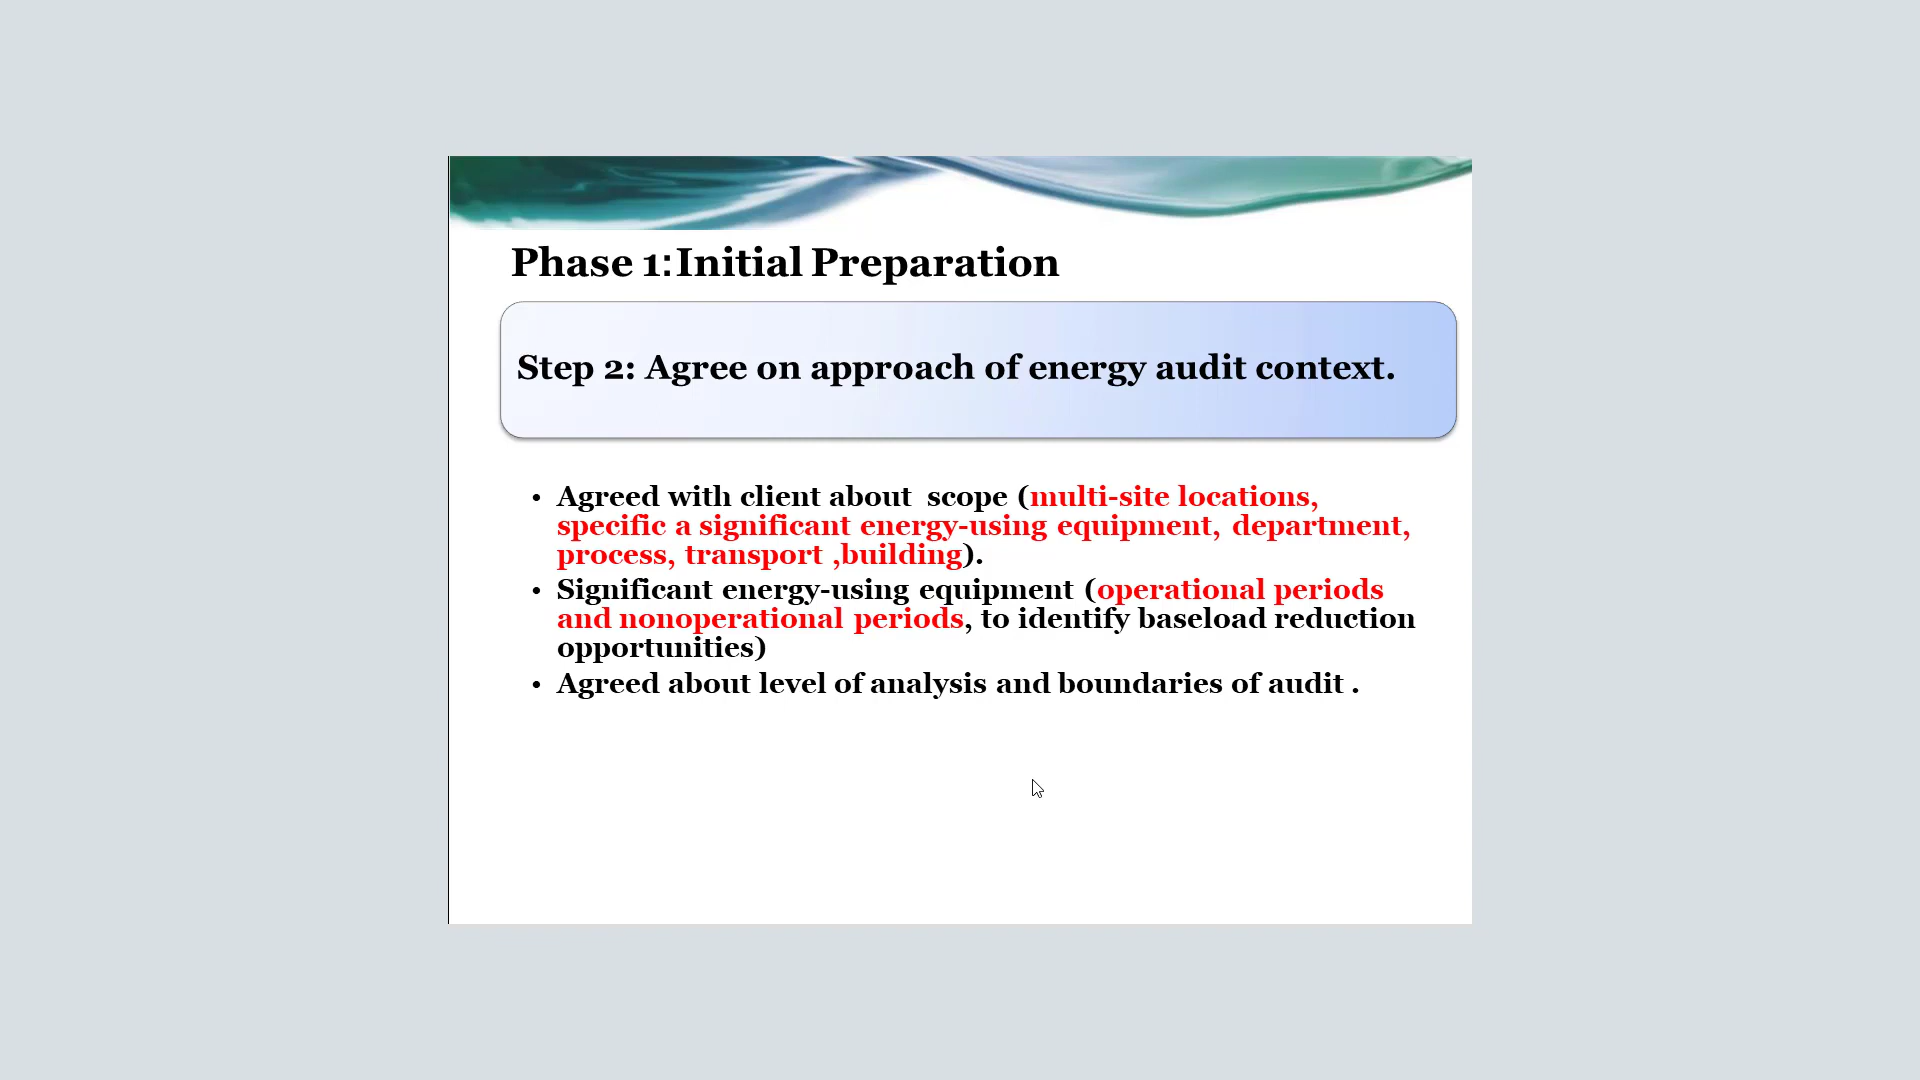 Phase 1:Initial Preparation
Step 2: Agree on approach of energy audit context.
• Agreed with client about  scope (multi-site locations,
specific a significant energy-using equipment, department,
process, transport ,building).
• Significant energy-using equipment (operational periods
and nonoperational periods, to identify baseload reduction
opportunities)
• Agreed about level of analysis and boundaries of audit .